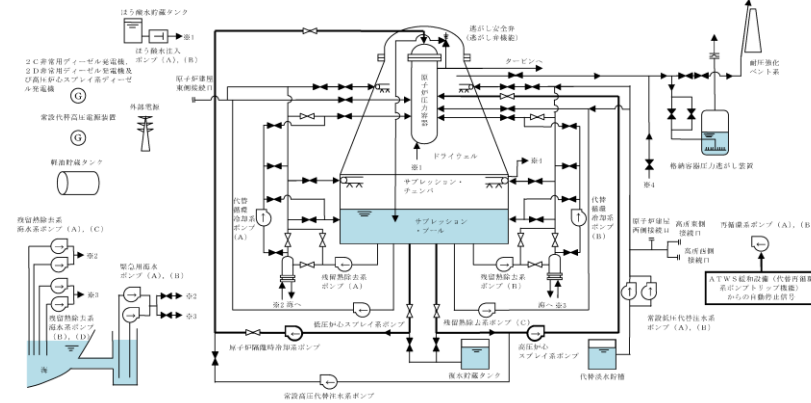 ほう酸水貯蔵タンク
※1
ほう酸水注入
ポンプ(A),(B)
2C非常用ディーゼル発電機,
2D非常用ディーゼル発電機及
び高圧炉心スプレイ系ディーゼ
ル発電機
G
外部電源
常設代替高圧電源装置
G
軽油貯蔵タンク
残留熱除去系
海水系ポンプ(A),(C)
※2
※3
残留熱除去系
海水系ポンプ
(B),(D)
海
緊急用海水
ポンプ(A),(B)
※2
※3
原子炉建屋
東側接続口
逃がし安全弁
(逃がし弁機能)
タービンへ
原子炉圧力容器
ドライウェル
※1
※4
サプレッション・
チェンバ
サプレッション
・プール
代替
循環
冷却系
ポンプ
(A)
代替
循環
冷却系
ポンプ
(B)
残留熱除去系
ポンプ(A)
残留熱除去系
ポンプ(B)
※2 海へ
海へ ※3
低圧炉心スプレイ系ポンプ
残留熱除去系ポンプ(C)
原子炉隔離時冷却系ポンプ
高圧炉心
スプレイ系ポンプ
復水貯蔵タンク
代替淡水貯槽
常設高圧代替注水系ポンプ
常設低圧代替注水系
ポンプ(A),(B)
原子炉建屋
西側接続口
高所東側
接続口
高所西側
接続口
※4
耐圧強化
ベント系
格納容器圧力逃がし装置
再循環系ポンプ(A),(B)
ATWS緩和設備(代替再循環
系ポンプトリップ機能)
からの自動停止信号